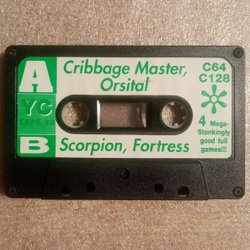 A
Cribbage Master,
Orsital
C64
C128
YC
B
Scorpion, Fortress
4 Mega-
Stonkingly
good full
games!!!